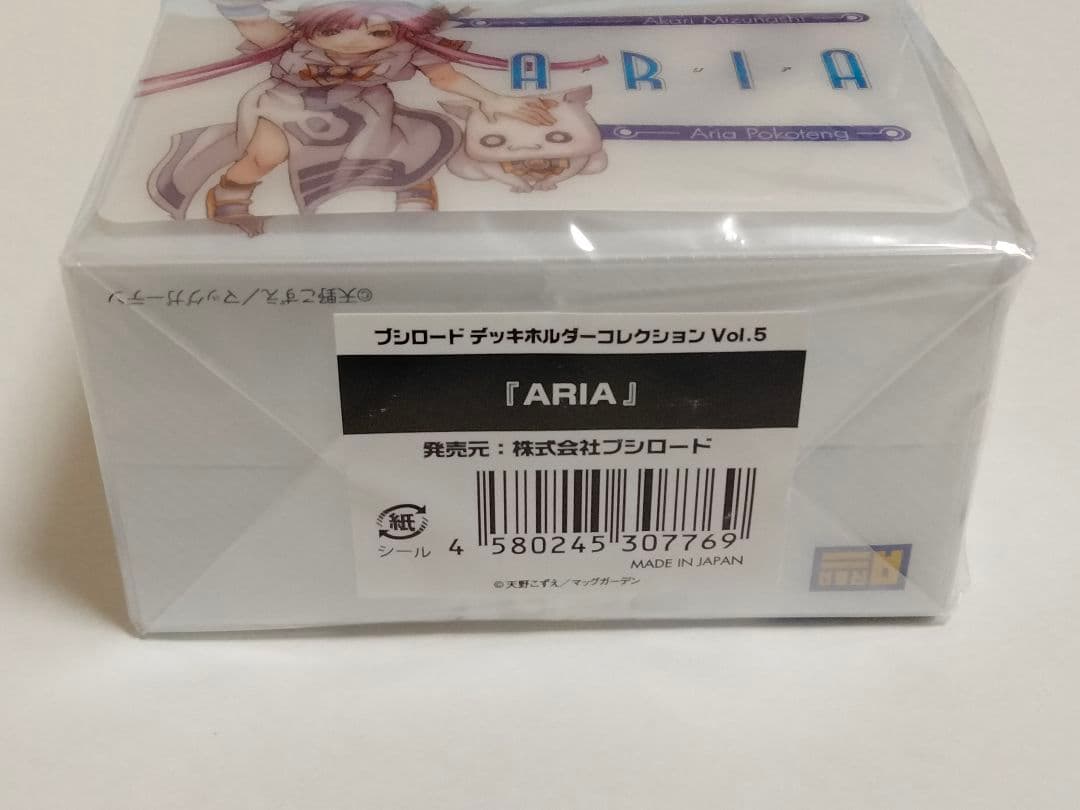 Akari Mizunashi
ARIA
アリア
Aria Pokoteng
©天野こずえ／マッグガーデン
ブシロード デッキホルダーコレクション Vol.5
『ARIA』
発売元：株式会社ブシロード
紙
シール
4 580245 307769
MADE IN JAPAN
©天野こずえ／マッグガーデン